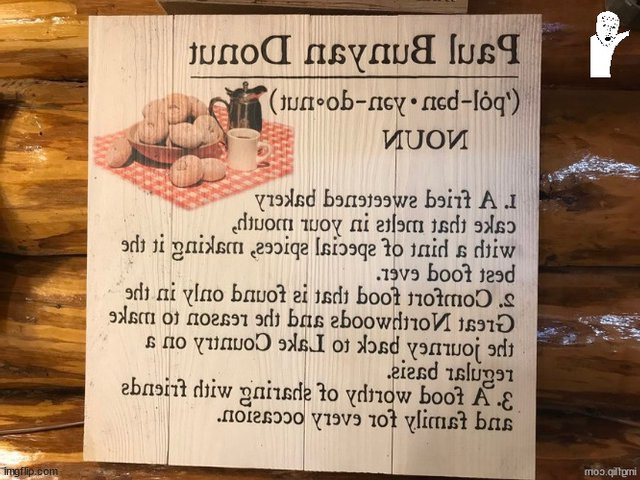 Paul Bunyan Donut
('pȯl-bən•yən-do•nut)
NOUN
1. A fried sweetened bakery
cake that melts in your mouth,
with a hint of special spices, making it the
best food ever.
2. Comfort food that is found only in the
Great Northwoods and the reason to make
the journey back to Lake Country on a
regular basis.
3. A food worthy of sharing with friends
and family for every occasion.
imgflip.com
imgflip.com